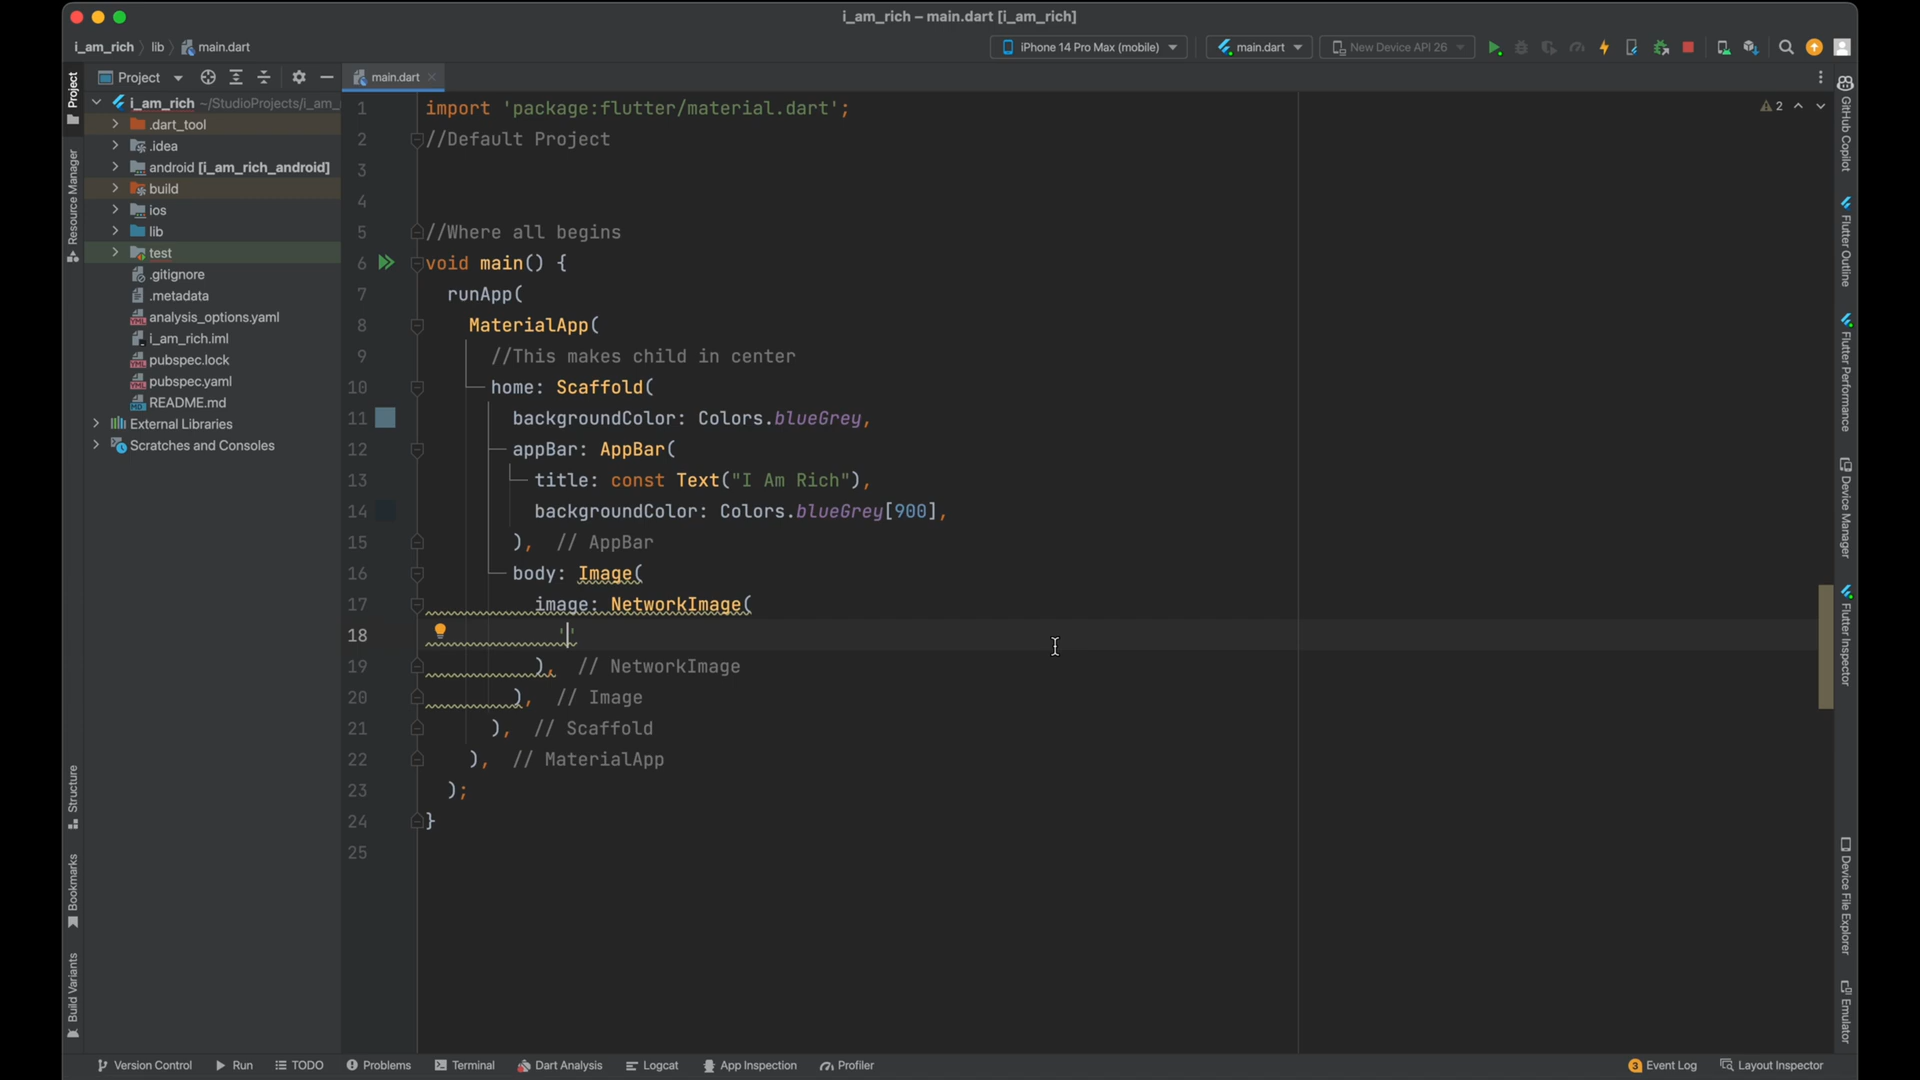 i_am_rich – main.dart [i_am_rich]
i_am_rich lib main.dart
iPhone 14 Pro Max (mobile) main.dart New Device API 26
Project main.dart
i_am_rich ~/StudioProjects/i_am_
.dart_tool
.idea
android [i_am_rich_android]
build
ios
lib
test
.gitignore
.metadata
analysis_options.yaml
i_am_rich.iml
pubspec.lock
pubspec.yaml
README.md
External Libraries
Scratches and Consoles
1 import 'package:flutter/material.dart';
2 //Default Project
3
4
5 //Where all begins
6 void main() {
7 runApp(
8 MaterialApp(
9 //This makes child in center
10 home: Scaffold(
11 backgroundColor: Colors.blueGrey,
12 appBar: AppBar(
13 title: const Text("I Am Rich"),
14 backgroundColor: Colors.blueGrey[900],
15 ), // AppBar
16 body: Image(
17 image: NetworkImage(
18 ''
19 ), // NetworkImage
20 ), // Image
21 ), // Scaffold
22 ), // MaterialApp
23 );
24 }
25
2
Project
Resource Manager
Structure
Bookmarks
Build Variants
GitHub Copilot
Flutter Outline
Flutter Performance
Device Manager
Flutter Inspector
Device File Explorer
Emulator
Version Control Run TODO Problems Terminal Dart Analysis Logcat App Inspection Profiler 3 Event Log Layout Inspector